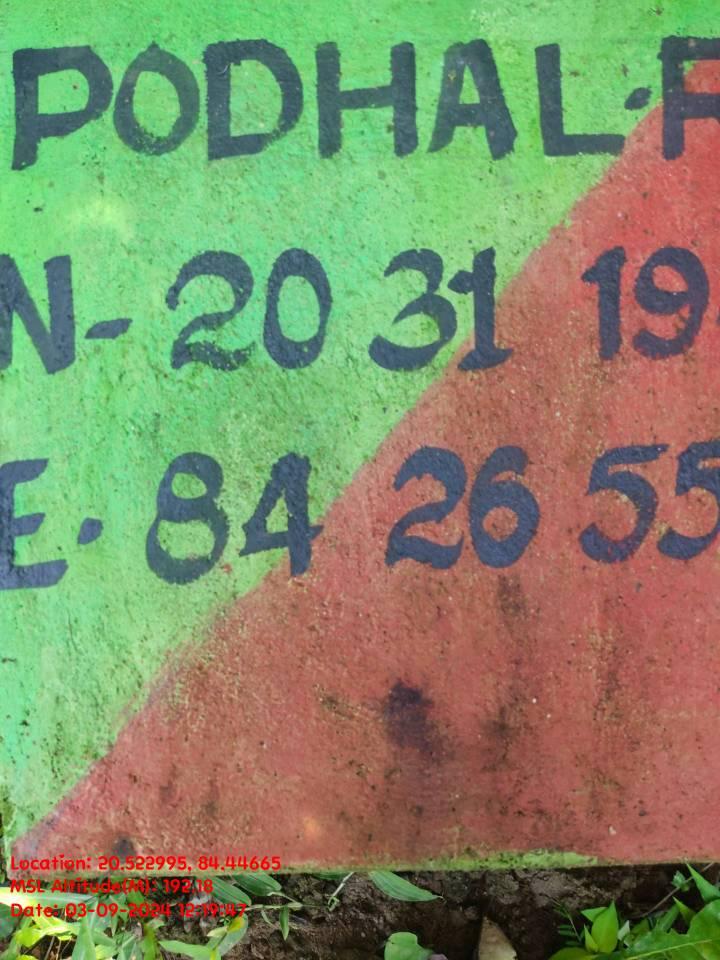 PODHAL-R
N- 20 31 19
E- 84 26 55
Location: 20.522995, 84.44665
MSL Altitude(M): 192.18
Date: 03-09-2024 12:19:47